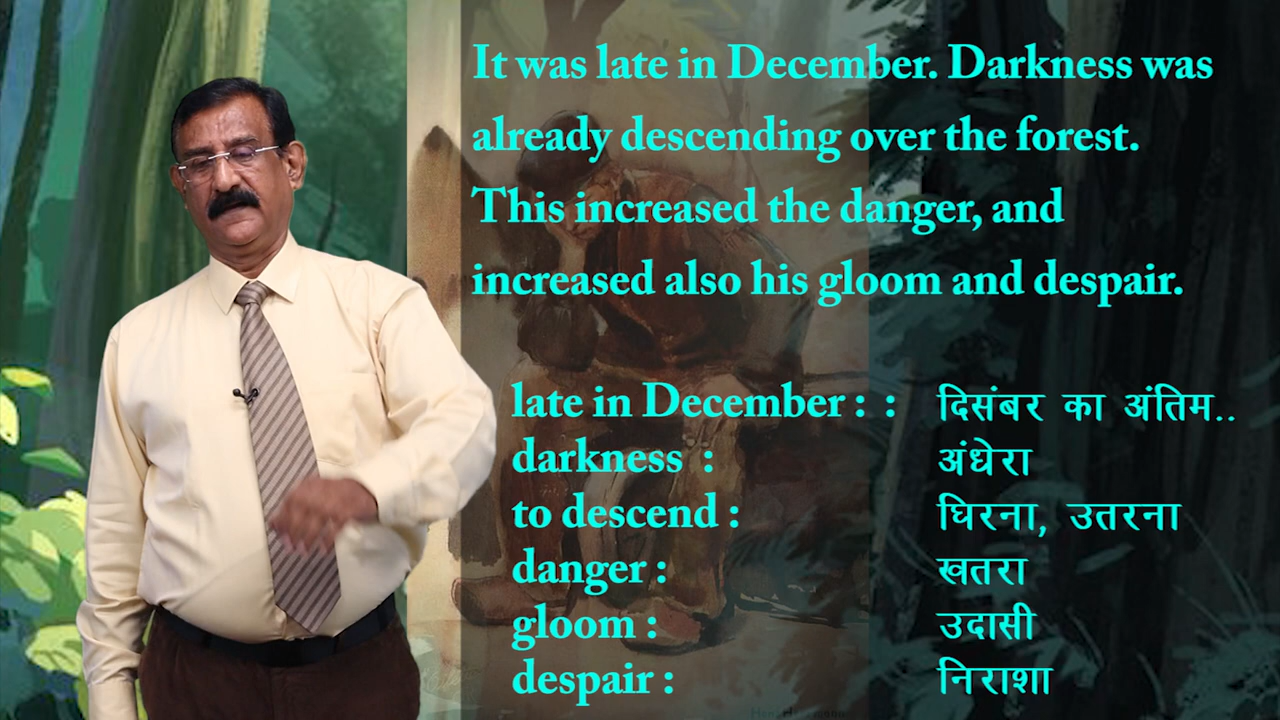 It was late in December. Darkness was
already descending over the forest.
This increased the danger, and
increased also his gloom and despair.
late in December : : दिसंबर का अंतिम..
darkness : अंधेरा
to descend : घिरना, उतरना
danger : खतरा
gloom : उदासी
despair : निराशा